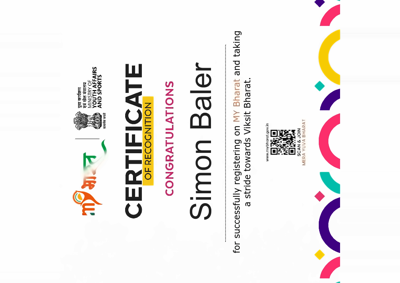 मेरा भारत
युवा कार्यक्रम
एवं खेल मंत्रालय
MINISTRY OF
YOUTH AFFAIRS
AND SPORTS
CERTIFICATE
OF RECOGNITION
CONGRATULATIONS
Simon Baler
for successfully registering on MY Bharat and taking
a stride towards Viksit Bharat.
SCAN & JOIN
MERA YUVA BHARAT